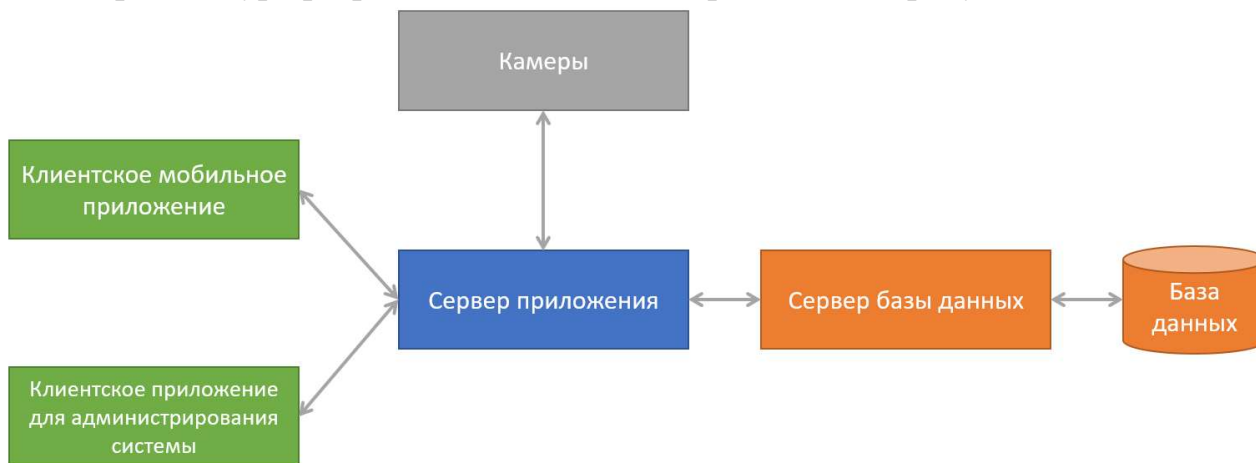 Камеры
Клиентское мобильное
приложение
Сервер приложения
Сервер базы данных
База
данных
Клиентское приложение
для администрирования
системы